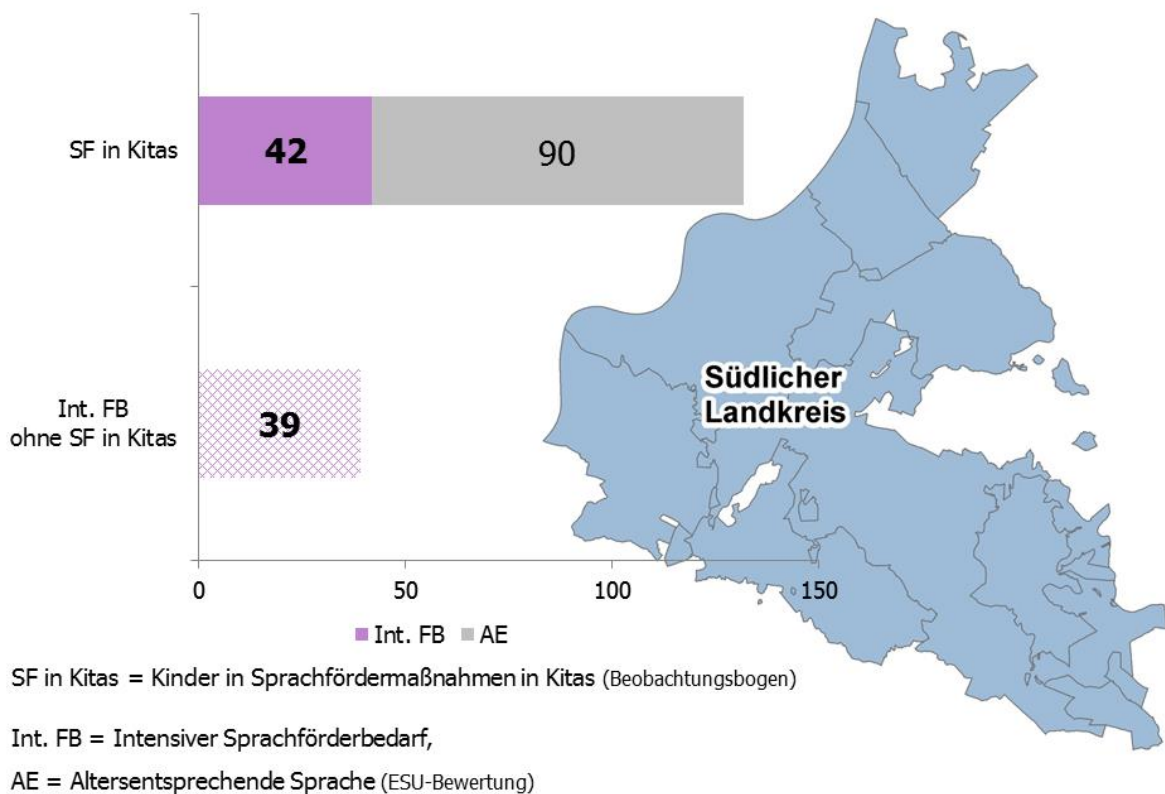 SF in Kitas
42
90
Int. FB
ohne SF in Kitas
39
Südlicher
Landkreis
0
50
100
150
Int. FB
AE
SF in Kitas = Kinder in Sprachfördermaßnahmen in Kitas (Beobachtungsbogen)
Int. FB = Intensiver Sprachförderbedarf,
AE = Altersentsprechende Sprache (ESU-Bewertung)